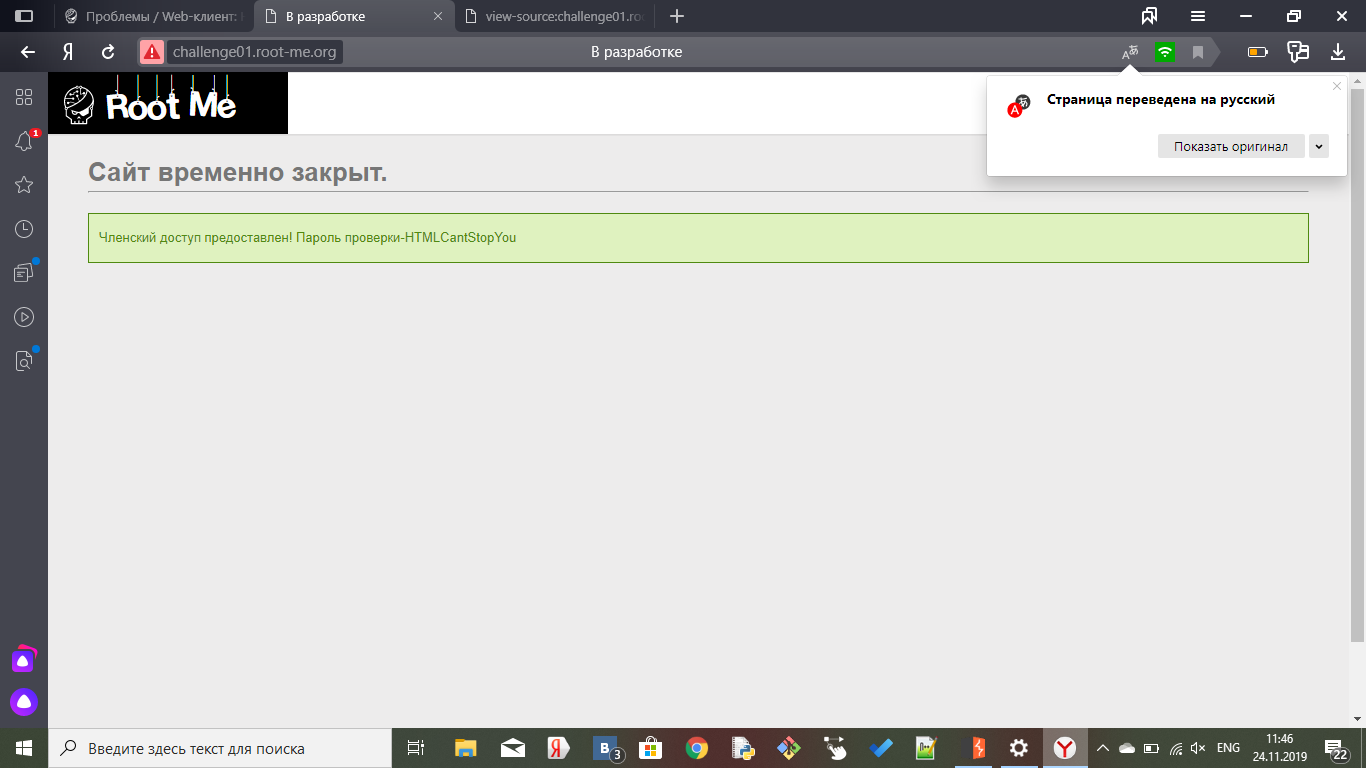 Проблемы / Web-клиент:
В разработке
view-source:challenge01.ro
Я
challenge01.root-me.org
В разработке
Root Me
Страница переведена на русский
Показать оригинал
1
Сайт временно закрыт.
Членский доступ предоставлен! Пароль проверки-HTMLCantStopYou
Введите здесь текст для поиска
Я
B
3
ENG
11:46
24.11.2019
22